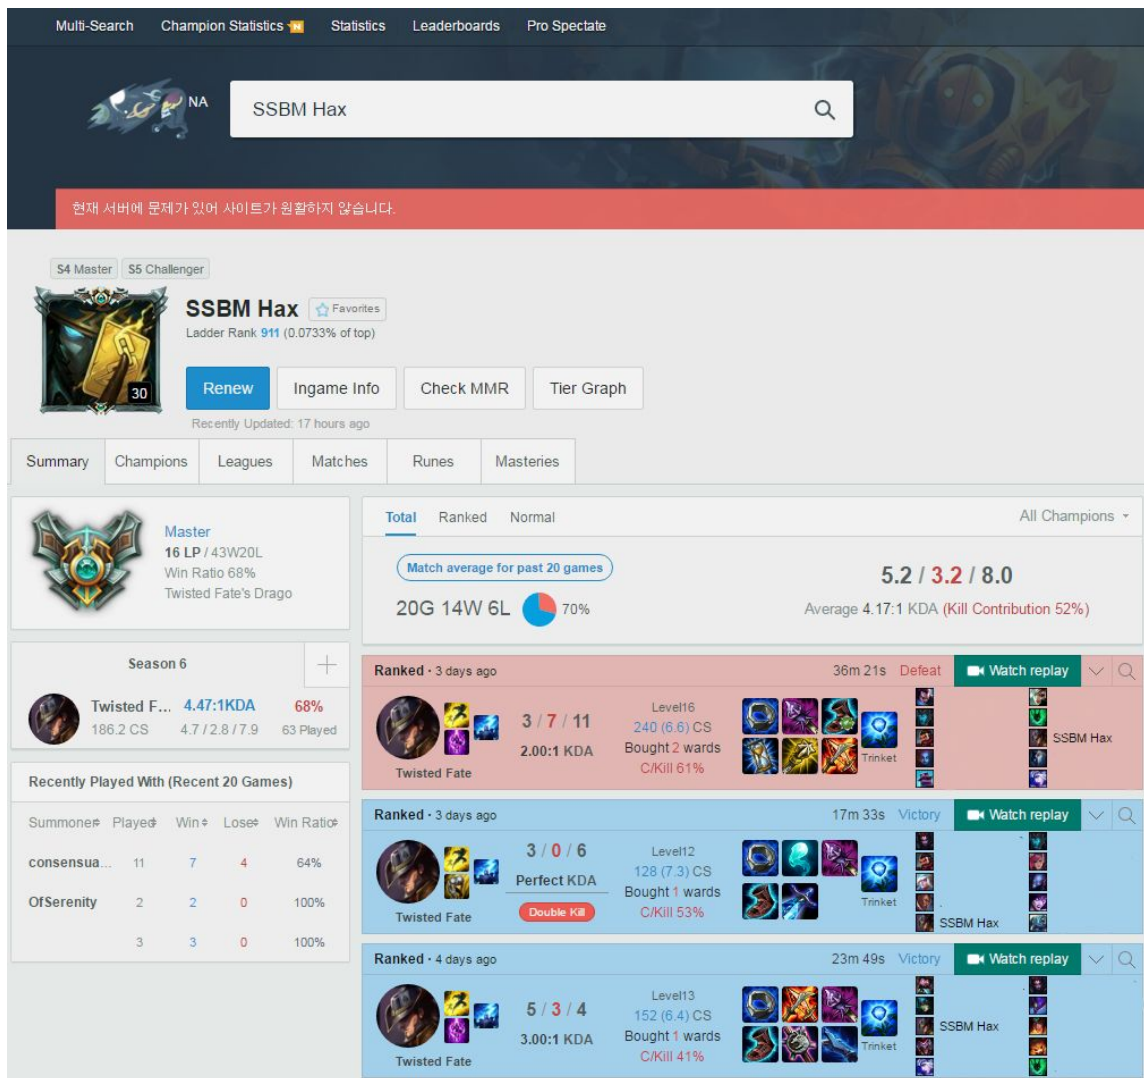 Multi-Search Champion Statistics N Statistics Leaderboards Pro Spectate
NA
SSBM Hax
현재 서버에 문제가 있어 사이트가 원활하지 않습니다.
S4 Master S5 Challenger
SSBM Hax Favorites
Ladder Rank 911 (0.0733% of top)
30
Renew Ingame Info Check MMR Tier Graph
Recently Updated: 17 hours ago
Summary Champions Leagues Matches Runes Masteries
Master
16 LP / 43W20L
Win Ratio 68%
Twisted Fate's Drago
Season 6
Twisted F... 4.47:1KDA 68%
186.2 CS 4.7 / 2.8 / 7.9 63 Played
Recently Played With (Recent 20 Games)
Summoner Played Win Lose Win Ratio
consensua... 11 7 4 64%
OfSerenity 2 2 0 100%
3 3 0 100%
Total Ranked Normal All Champions
Match average for past 20 games
20G 14W 6L 70%
5.2 / 3.2 / 8.0
Average 4.17:1 KDA (Kill Contribution 52%)
Ranked · 3 days ago 36m 21s Defeat Watch replay
Twisted Fate
3 / 7 / 11
2.00:1 KDA
Level16
240 (6.6) CS
Bought 2 wards
C/Kill 61%
Trinket
SSBM Hax
Ranked · 3 days ago 17m 33s Victory Watch replay
Twisted Fate
3 / 0 / 6
Perfect KDA
Double Kill
Level12
128 (7.3) CS
Bought 1 wards
C/Kill 53%
Trinket
SSBM Hax
Ranked · 4 days ago 23m 49s Victory Watch replay
Twisted Fate
5 / 3 / 4
3.00:1 KDA
Level13
152 (6.4) CS
Bought 1 wards
C/Kill 41%
Trinket
SSBM Hax